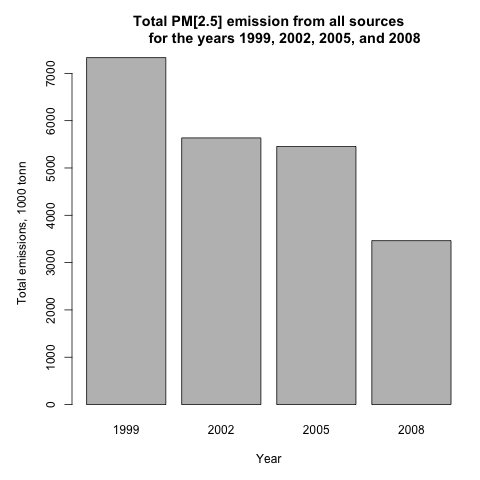 Total PM[2.5] emission from all sources
for the years 1999, 2002, 2005, and 2008
Total emissions, 1000 tonn
7000
6000
5000
4000
3000
2000
1000
0
1999 2002 2005 2008
Year